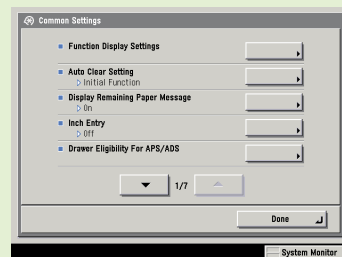 Common Settings
Function Display Settings
Auto Clear Setting
Initial Function
Display Remaining Paper Message
On
Inch Entry
Off
Drawer Eligibility For APS/ADS
1/7
Done
System Monitor